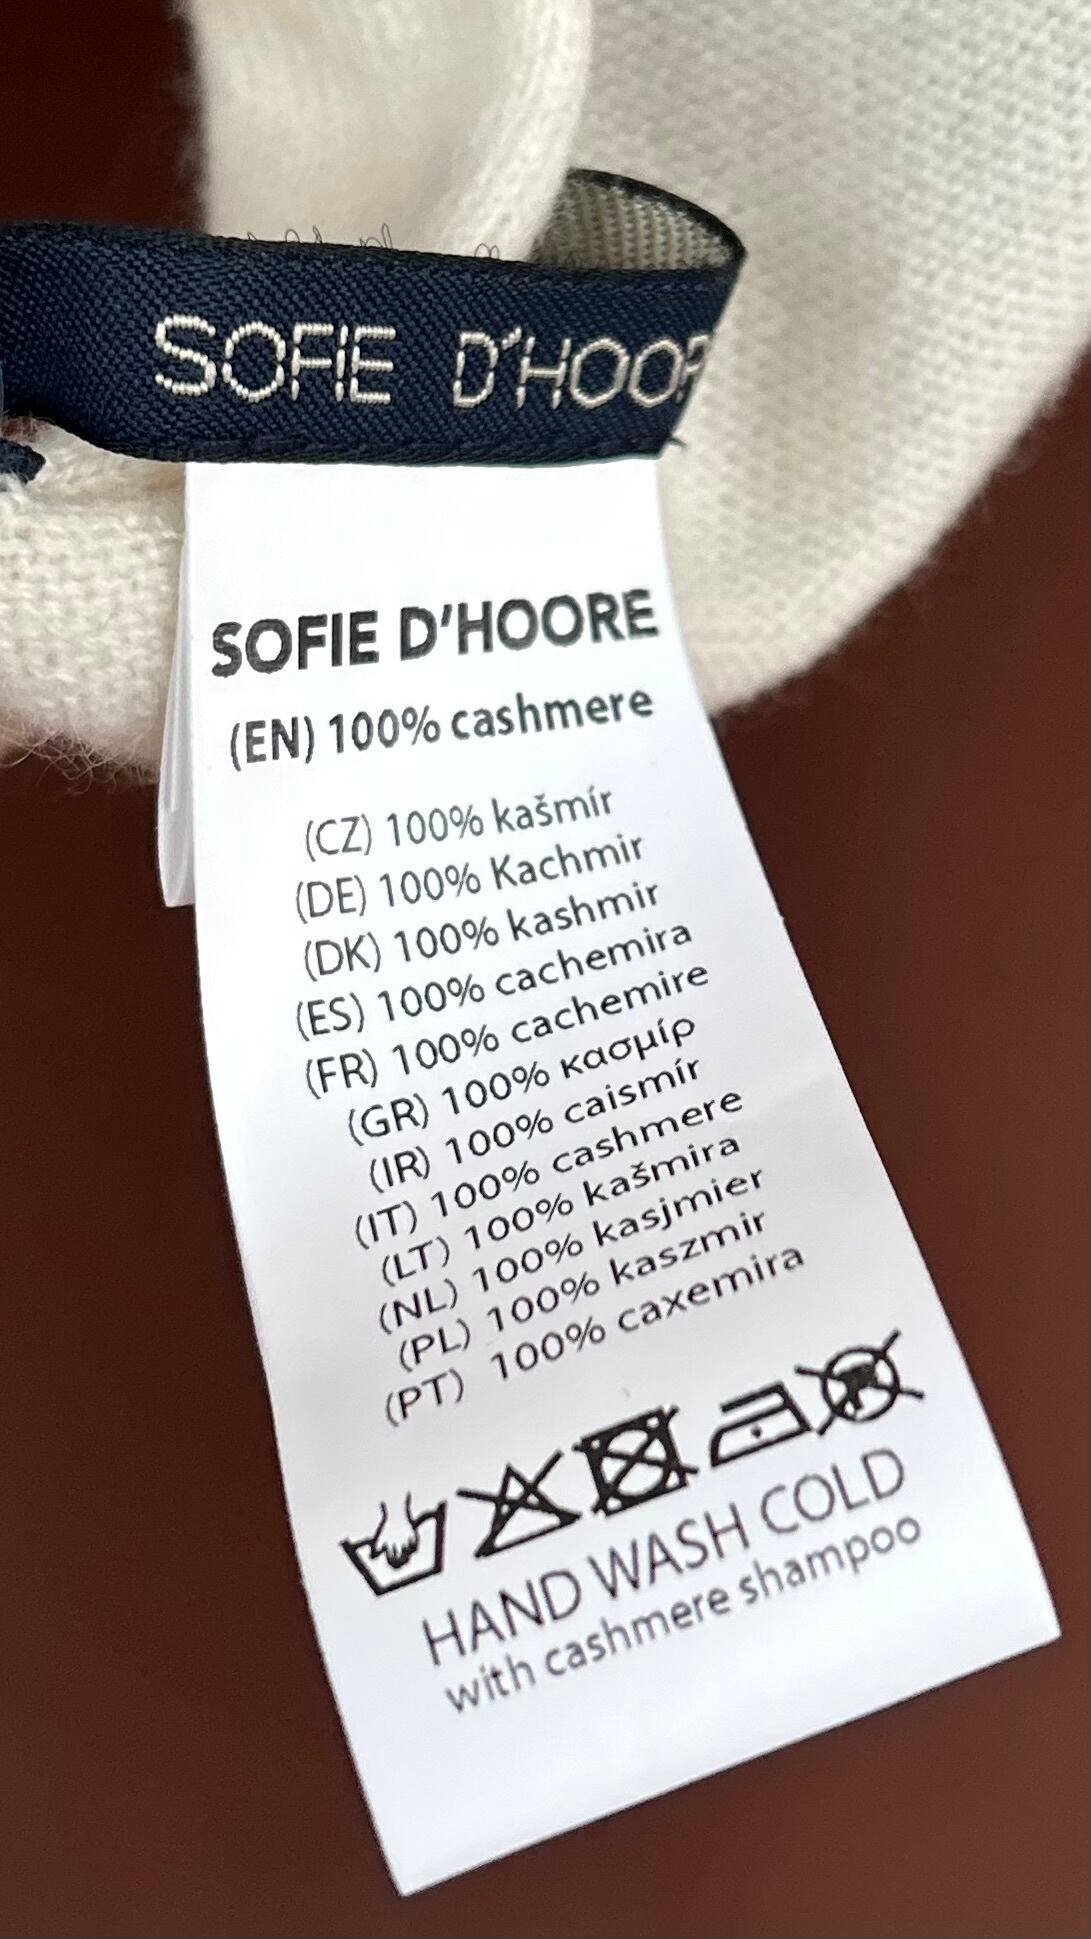 SOFIE D'HOOR
SOFIE D'HOORE
(EN) 100% cashmere
(CZ) 100% kašmír
(DE) 100% Kachmir
(DK) 100% kashmir
(ES) 100% cachemira
(FR) 100% cachemire
(GR) 100% κασμίρ
(IR) 100% caismír
(IT) 100% cashmere
(LT) 100% kašmira
(NL) 100% kasjmier
(PL) 100% kaszmir
(PT) 100% caxemira
HAND WASH COLD
with cashmere shampoo